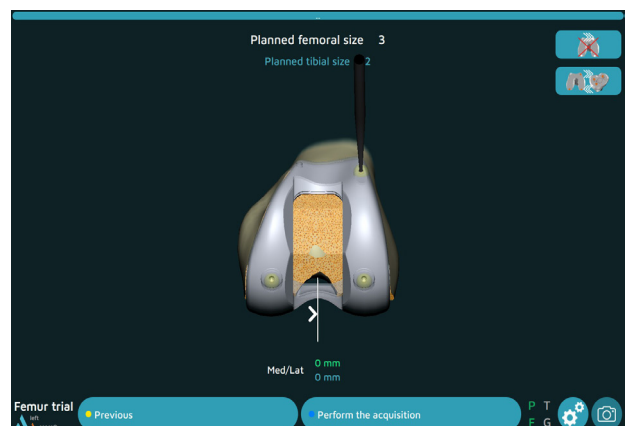 Planned femoral size 3
Planned tibial size 2
Med/Lat
0 mm
0 mm
Femur trial
left
Previous
Perform the acquisition
P T
F G